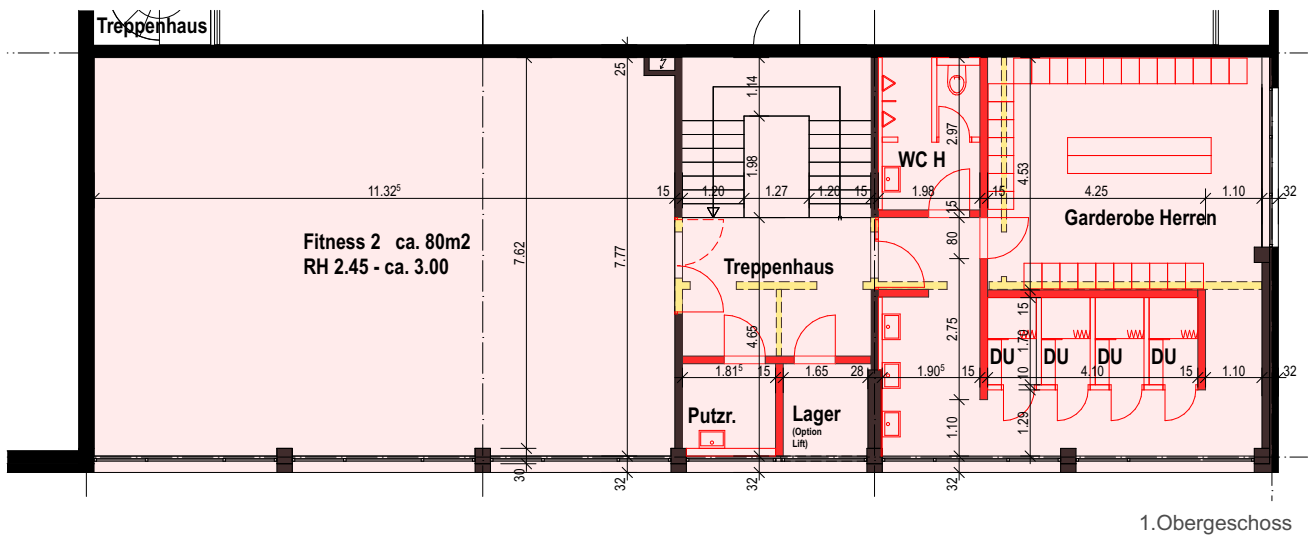 Treppenhaus
25
1.14
2.97
1.98
WC H
4.53
11.32⁵
15
1.20
1.27
1.20
15
1.98
15
4.25
1.10
32
15
Garderobe Herren
80
Fitness 2 ca. 80m2
RH 2.45 - ca. 3.00
7.62
7.77
Treppenhaus
4.65
2.75
15
1.70
10
DU
DU
DU
DU
1.81⁵
15
1.65
28
1.90⁵
15
4.10
15
1.10
32
Putzr.
Lager
(Option
Lift)
1.10
1.29
30
32
32
32
1.Obergeschoss